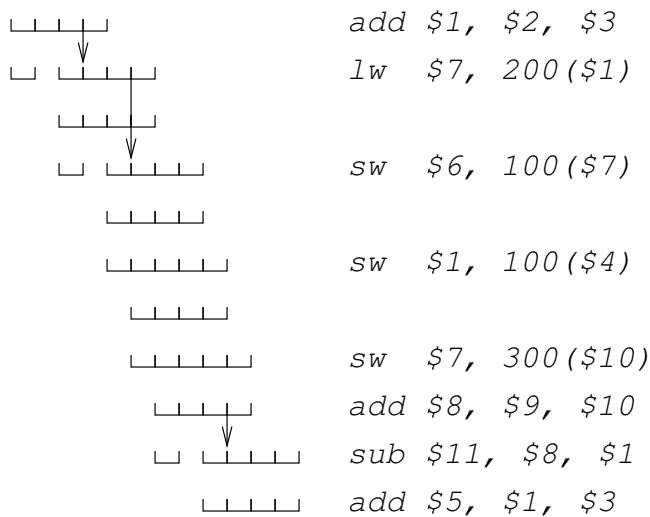 add $1, $2, $3
lw $7, 200($1)
sw $6, 100($7)
sw $1, 100($4)
sw $7, 300($10)
add $8, $9, $10
sub $11, $8, $1
add $5, $1, $3